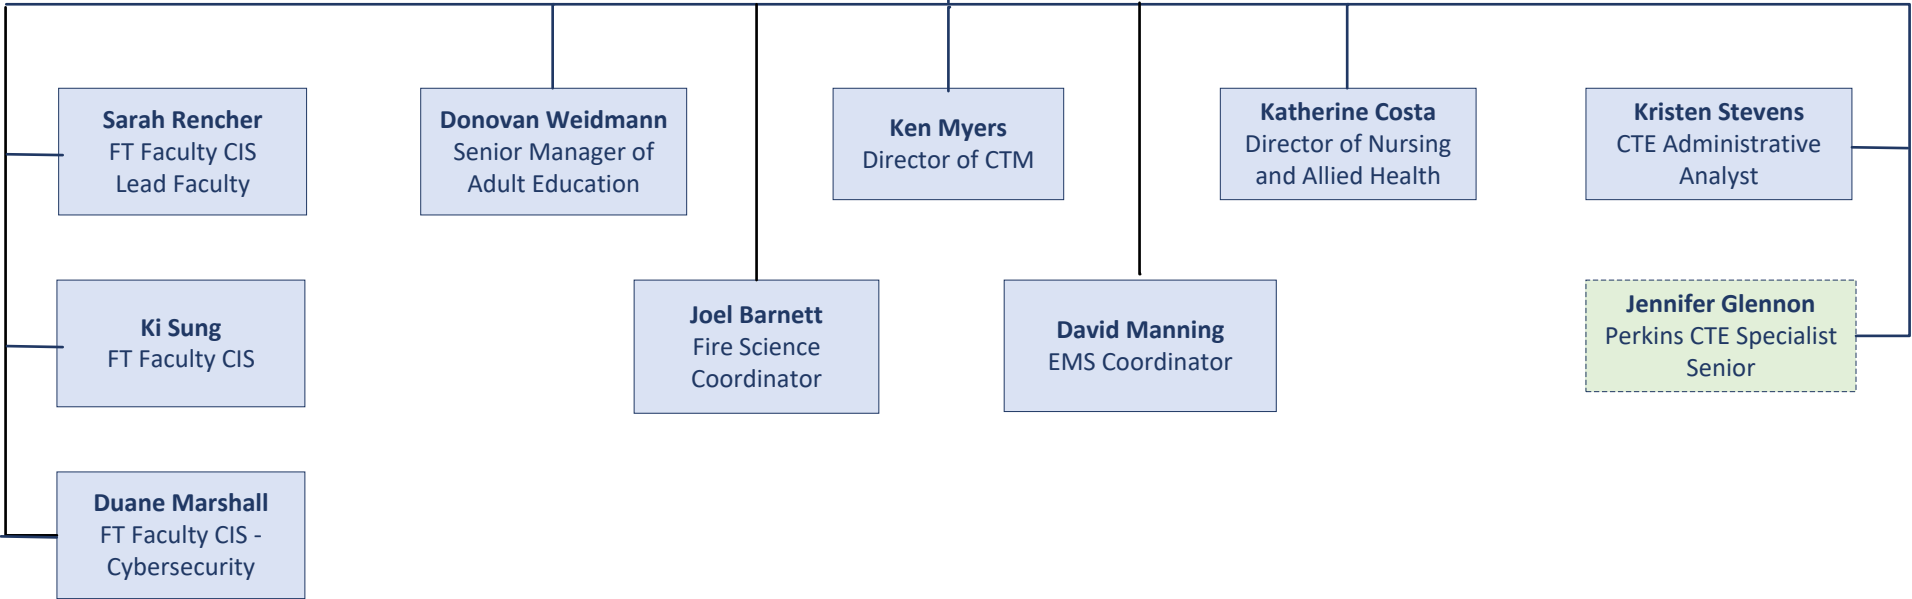 Sarah Rencher
FT Faculty CIS
Lead Faculty
Donovan Weidmann
Senior Manager of
Adult Education
Ken Myers
Director of CTM
Katherine Costa
Director of Nursing
and Allied Health
Kristen Stevens
CTE Administrative
Analyst
Ki Sung
FT Faculty CIS
Joel Barnett
Fire Science
Coordinator
David Manning
EMS Coordinator
Jennifer Glennon
Perkins CTE Specialist
Senior
Duane Marshall
FT Faculty CIS -
Cybersecurity